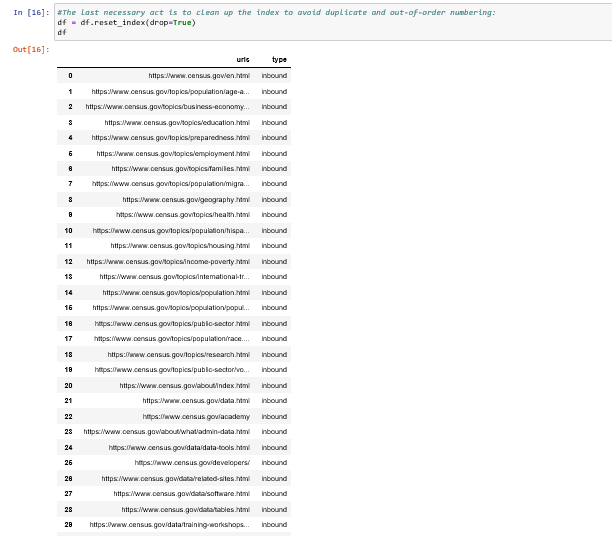 In [16]: #The last necessary act is to clean up the index to avoid duplicate and out-of-order numbering:
df = df.reset_index(drop=True)
df
Out[16]:
urls type
0 https://www.census.gov/en.html inbound
1 https://www.census.gov/topics/population/age-a... inbound
2 https://www.census.gov/topics/business-economy... inbound
3 https://www.census.gov/topics/education.html inbound
4 https://www.census.gov/topics/preparedness.html inbound
5 https://www.census.gov/topics/employment.html inbound
6 https://www.census.gov/topics/families.html inbound
7 https://www.census.gov/topics/population/migra... inbound
8 https://www.census.gov/geography.html inbound
9 https://www.census.gov/topics/health.html inbound
10 https://www.census.gov/topics/population/hispa... inbound
11 https://www.census.gov/topics/housing.html inbound
12 https://www.census.gov/topics/income-poverty.html inbound
13 https://www.census.gov/topics/international-tr... inbound
14 https://www.census.gov/topics/population.html inbound
15 https://www.census.gov/topics/population/popul... inbound
16 https://www.census.gov/topics/public-sector.html inbound
17 https://www.census.gov/topics/population/race.... inbound
18 https://www.census.gov/topics/research.html inbound
19 https://www.census.gov/topics/public-sector/vo... inbound
20 https://www.census.gov/about/index.html inbound
21 https://www.census.gov/data.html inbound
22 https://www.census.gov/academy inbound
23 https://www.census.gov/about/what/admin-data.html inbound
24 https://www.census.gov/data/data-tools.html inbound
25 https://www.census.gov/developers/ inbound
26 https://www.census.gov/data/related-sites.html inbound
27 https://www.census.gov/data/software.html inbound
28 https://www.census.gov/data/tables.html inbound
29 https://www.census.gov/data/training-workshops... inbound